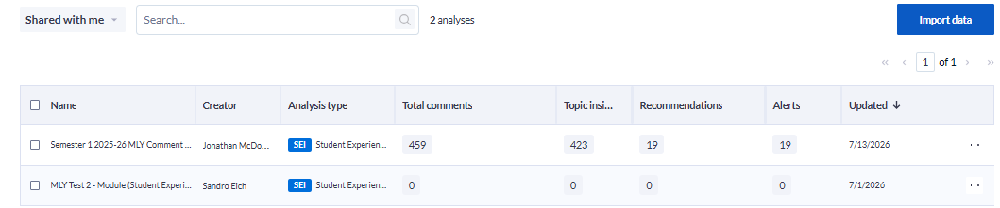 Shared with me Search... 2 analyses Import data
1 of 1
Name Creator Analysis type Total comments Topic insi... Recommendations Alerts Updated
Semester 1 2025-26 MLY Comment ... Jonathan McDo... SEI Student Experien... 459 423 19 19 7/13/2026 ...
MLY Test 2 - Module (Student Experi... Sandro Eich SEI Student Experien... 0 0 0 0 7/1/2026 ...